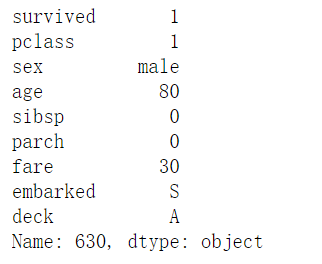 survived 1
pclass 1
sex male
age 80
sibsp 0
parch 0
fare 30
embarked S
deck A
Name: 630, dtype: object